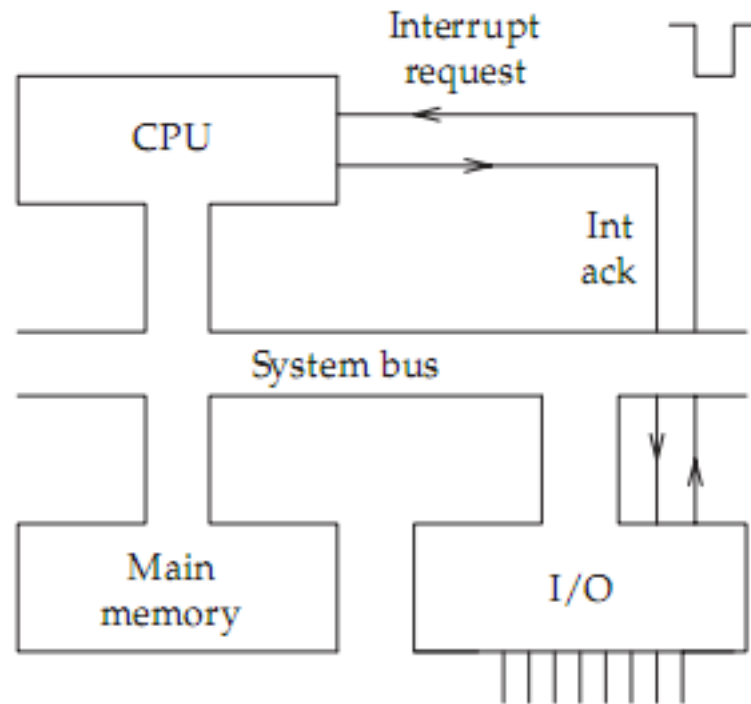 Interrupt
request
CPU
Int
ack
System bus
Main
memory
I/O